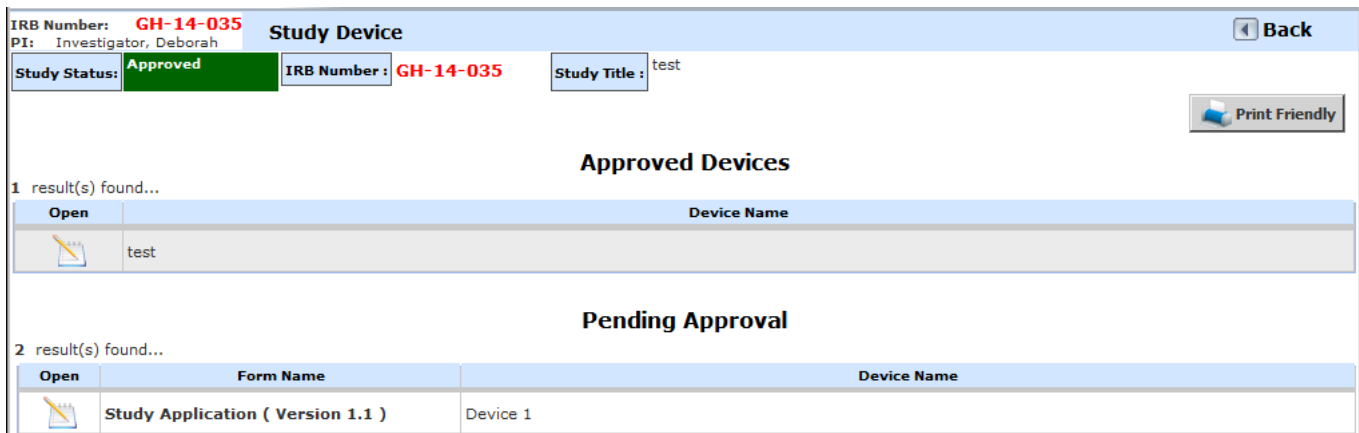 IRB Number: GH-14-035
PI: Investigator, Deborah
Study Device
Back
Study Status: Approved IRB Number : GH-14-035 Study Title : test
Print Friendly
Approved Devices
1 result(s) found...
Open Device Name
test
Pending Approval
2 result(s) found...
Open Form Name Device Name
Study Application ( Version 1.1 ) Device 1